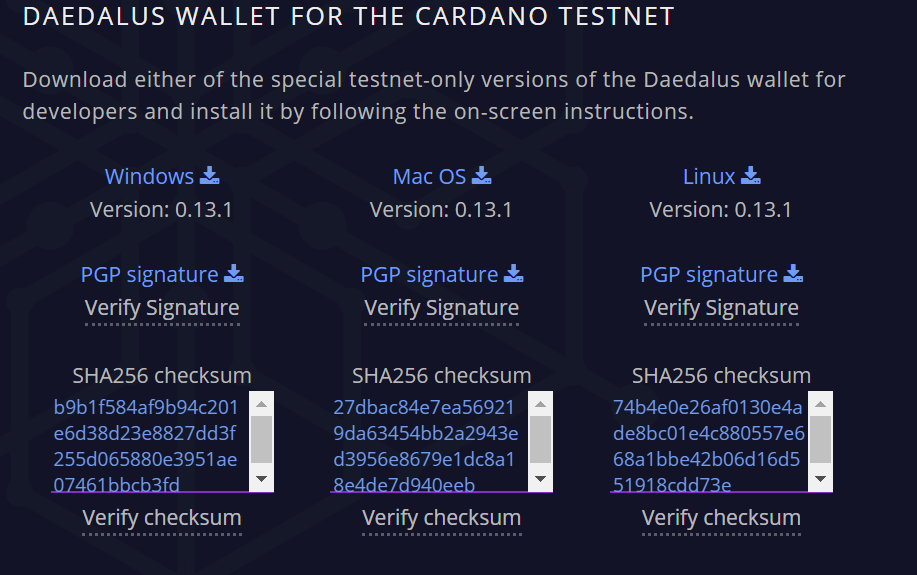 DAEDALUS WALLET FOR THE CARDANO TESTNET
Download either of the special testnet-only versions of the Daedalus wallet for
developers and install it by following the on-screen instructions.
Windows
Version: 0.13.1
PGP signature
Verify Signature
SHA256 checksum
b9b1f584af9b94c201
e6d38d23e8827dd3f
255d065880e3951ae
07461bbcb3fd
Verify checksum
Mac OS
Version: 0.13.1
PGP signature
Verify Signature
SHA256 checksum
27dbac84e7ea56921
9da63454bb2a2943e
d3956e8679e1dc8a1
8e4de7d940eeb
Verify checksum
Linux
Version: 0.13.1
PGP signature
Verify Signature
SHA256 checksum
74b4e0e26af0130e4a
de8bc01e4c880557e6
68a1bbe42b06d16d5
51918cdd73e
Verify checksum